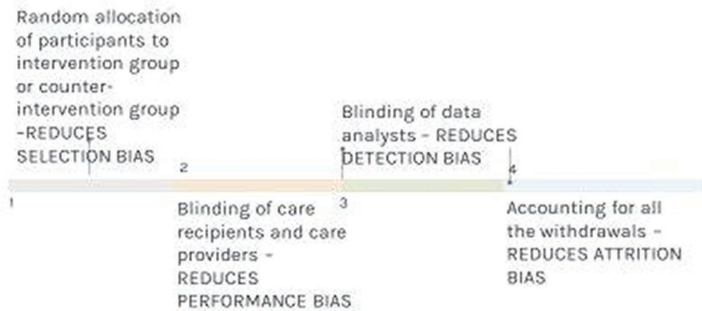 Random allocation
of participants to
intervention group
or counter-
intervention group
–REDUCES
SELECTION BIAS
1
2
Blinding of care
recipients and care
providers –
REDUCES
PERFORMANCE BIAS
Blinding of data
analysts – REDUCES
DETECTION BIAS
3
4
Accounting for all
the withdrawals –
REDUCES ATTRITION
BIAS